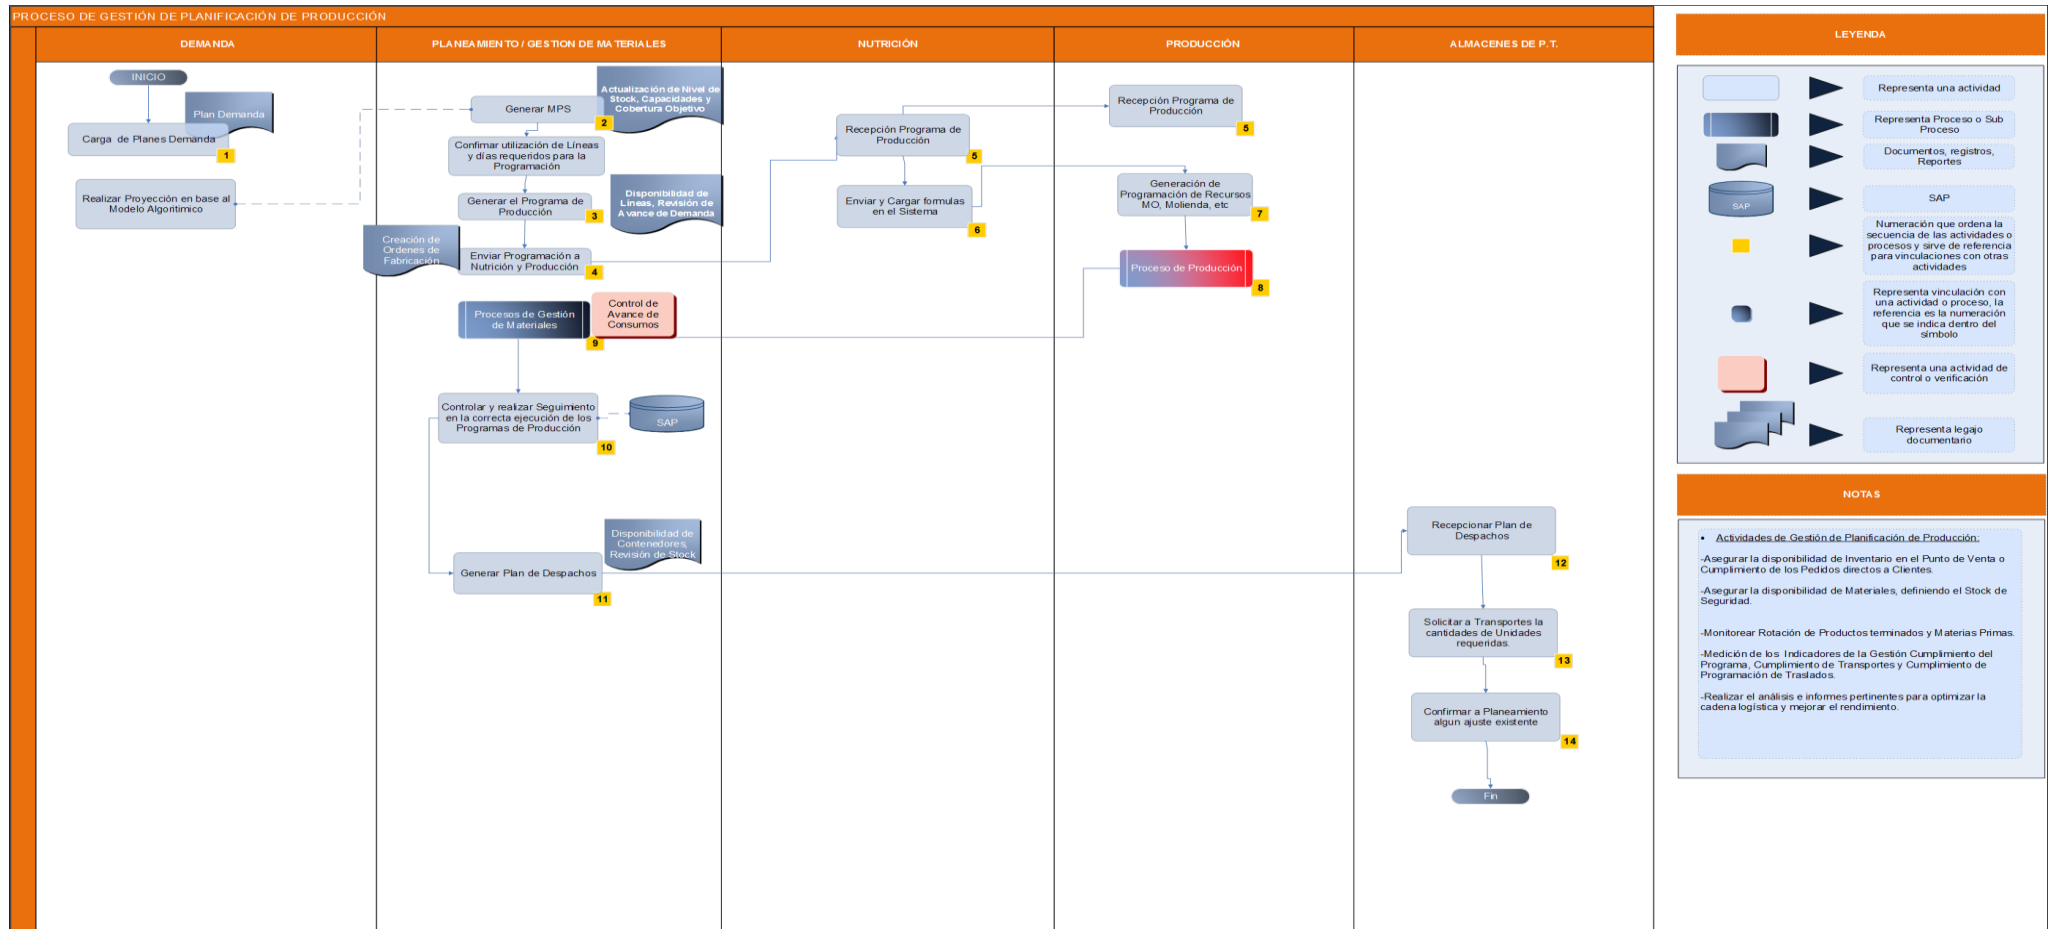 PROCESO DE GESTIÓN DE PLANIFICACIÓN DE PRODUCCIÓN
DEMANDA
PLANEAMIENTO / GESTION DE MATERIALES
NUTRICIÓN
PRODUCCIÓN
ALMACENES DE P.T.
INICIO
Plan Demanda
Carga de Planes Demanda
1
Realizar Proyección en base al
Modelo Algoritimico
Generar MPS
2
Actualización de Nivel de
Stock, Capacidades y
Cobertura Objetivo
Confirmar utilización de Líneas
y días requeridos para la
Programación
Generar el Programa de
Producción
3
Disponibilidad de
Líneas, Revisión de
Avance de Demanda
Creación de
Ordenes de
Fabricación
Enviar Programación a
Nutrición y Producción
4
Procesos de Gestión
de Materiales
9
Control de
Avance de
Consumos
Controlar y realizar Seguimiento
en la correcta ejecución de los
Programas de Producción
10
SAP
Disponibilidad de
Contenedores,
Revisión de Stock
Generar Plan de Despachos
11
Recepción Programa de
Producción
5
Enviar y Cargar formulas
en el Sistema
6
Recepción Programa de
Producción
5
Generación de
Programación de Recursos
MO, Molienda, etc
7
Proceso de Producción
8
Recepcionar Plan de
Despachos
12
Solicitar a Transportes la
cantidades de Unidades
requeridas.
13
Confirmar a Planeamiento
algun ajuste existente
14
Fin
LEYENDA
Representa una actividad
Representa Proceso o Sub
Proceso
Documentos, registros,
Reportes
SAP
SAP
Numeración que ordena la
secuencia de las actividades o
procesos y sirve de referencia
para vinculaciones con otras
actividades
Representa vinculación con
una actividad o proceso, la
referencia es la numeración
que se indica dentro del
símbolo
Representa una actividad de
control o verificación
Representa legajo
documentario
NOTAS
• Actividades de Gestión de Planificación de Producción:
-Asegurar la disponibilidad de Inventario en el Punto de Venta o
Cumplimiento de los Pedidos directos a Clientes.
-Asegurar la disponibilidad de Materiales, definiendo el Stock de
Seguridad.
-Monitorear Rotación de Productos terminados y Materias Primas.
-Medición de los Indicadores de la Gestión Cumplimiento del
Programa, Cumplimiento de Transportes y Cumplimiento de
Programación de Traslados.
-Realizar el análisis e informes pertinentes para optimizar la
cadena logística y mejorar el rendimiento.